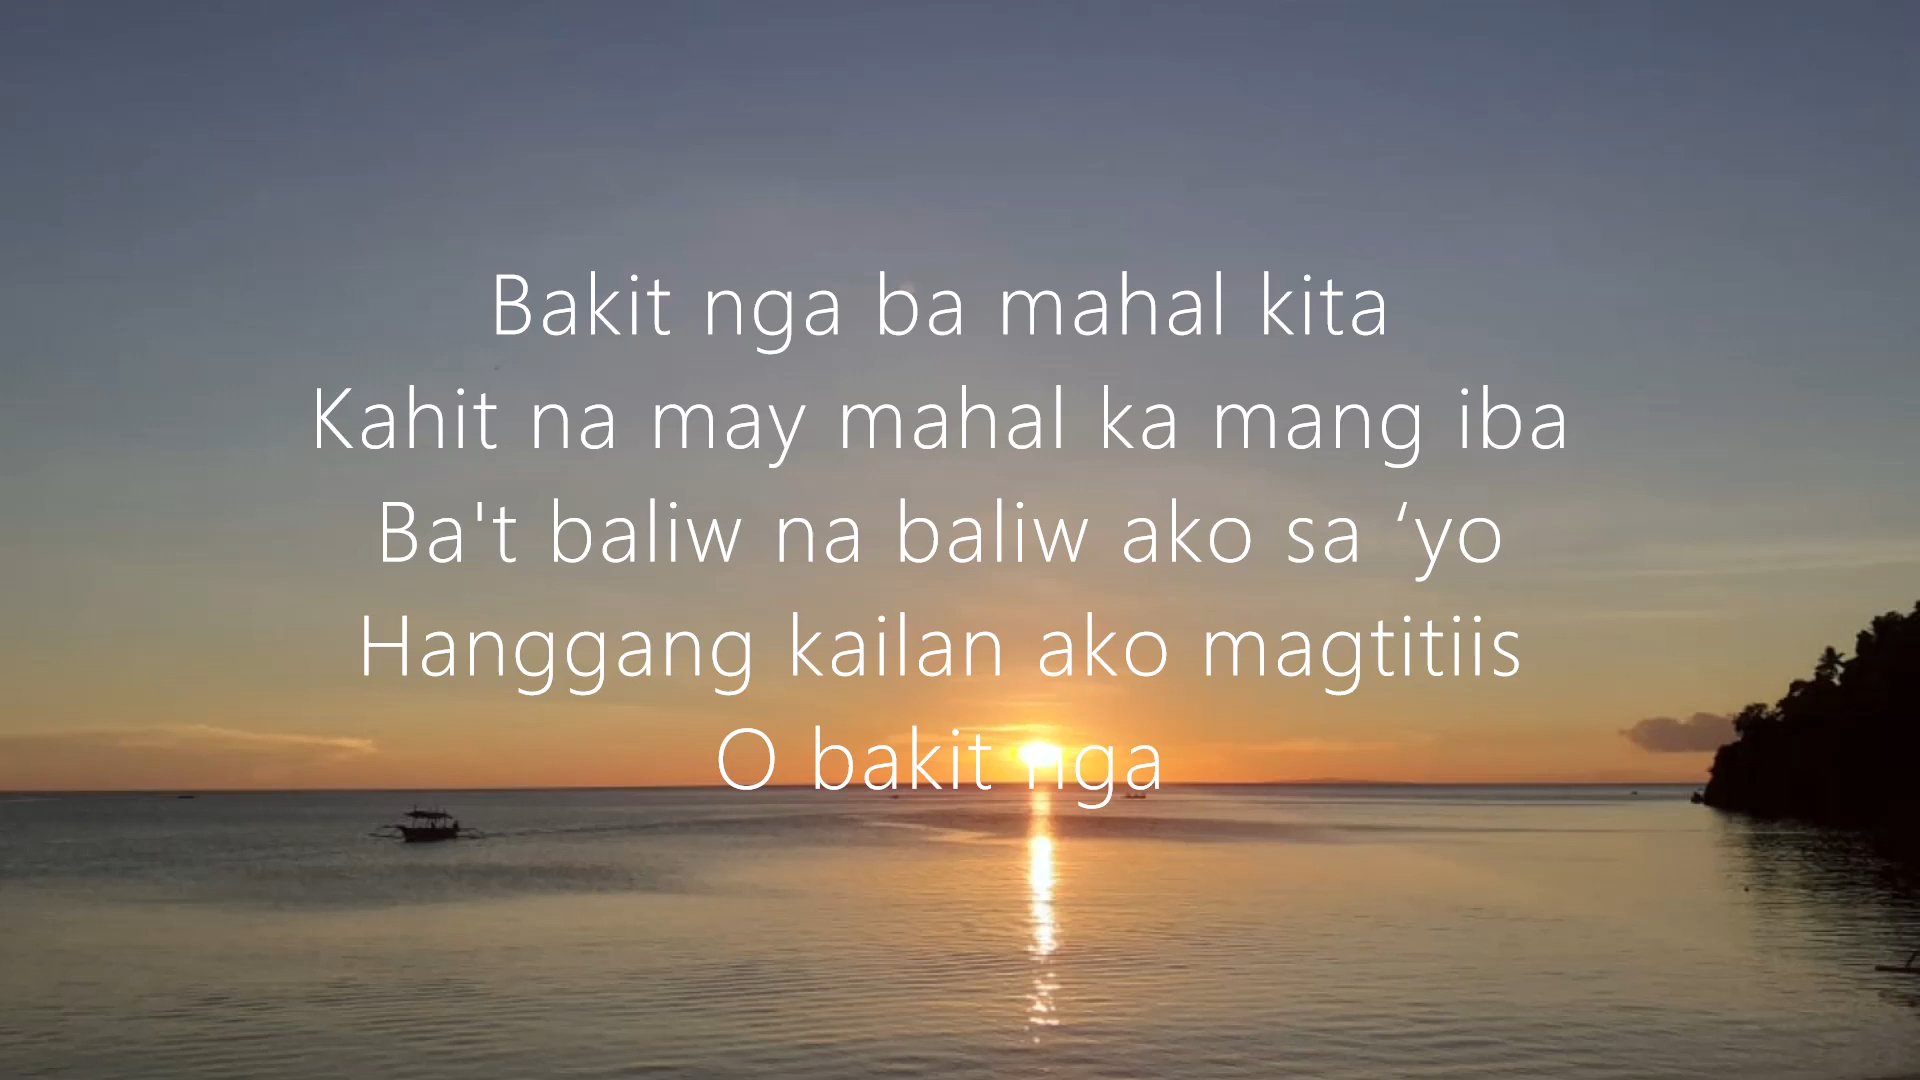 Bakit nga ba mahal kita
Kahit na may mahal ka mang iba
Ba't baliw na baliw ako sa ‘yo
Hanggang kailan ako magtitiis
O bakit nga